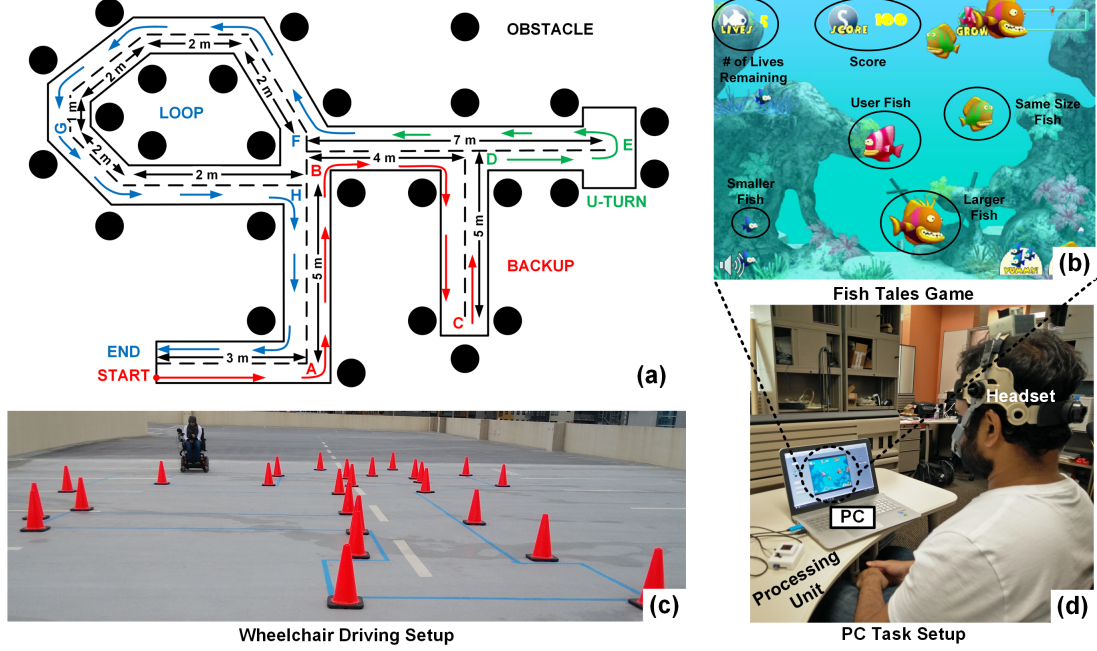 OBSTACLE
2 m
2 m
2 m
1 m
2 m
2 m
LOOP
G
F
H
B
7 m
4 m
D
E
U-TURN
5 m
5 m
BACKUP
C
END
3 m
START
A
(a)
LIVES 5
SCORE 100
GROW
# of Lives
Remaining
Score
User Fish
Same Size
Fish
Smaller
Fish
Larger
Fish
YUMMY
(b)
Fish Tales Game
(c)
Wheelchair Driving Setup
Headset
PC
Processing
Unit
(d)
PC Task Setup